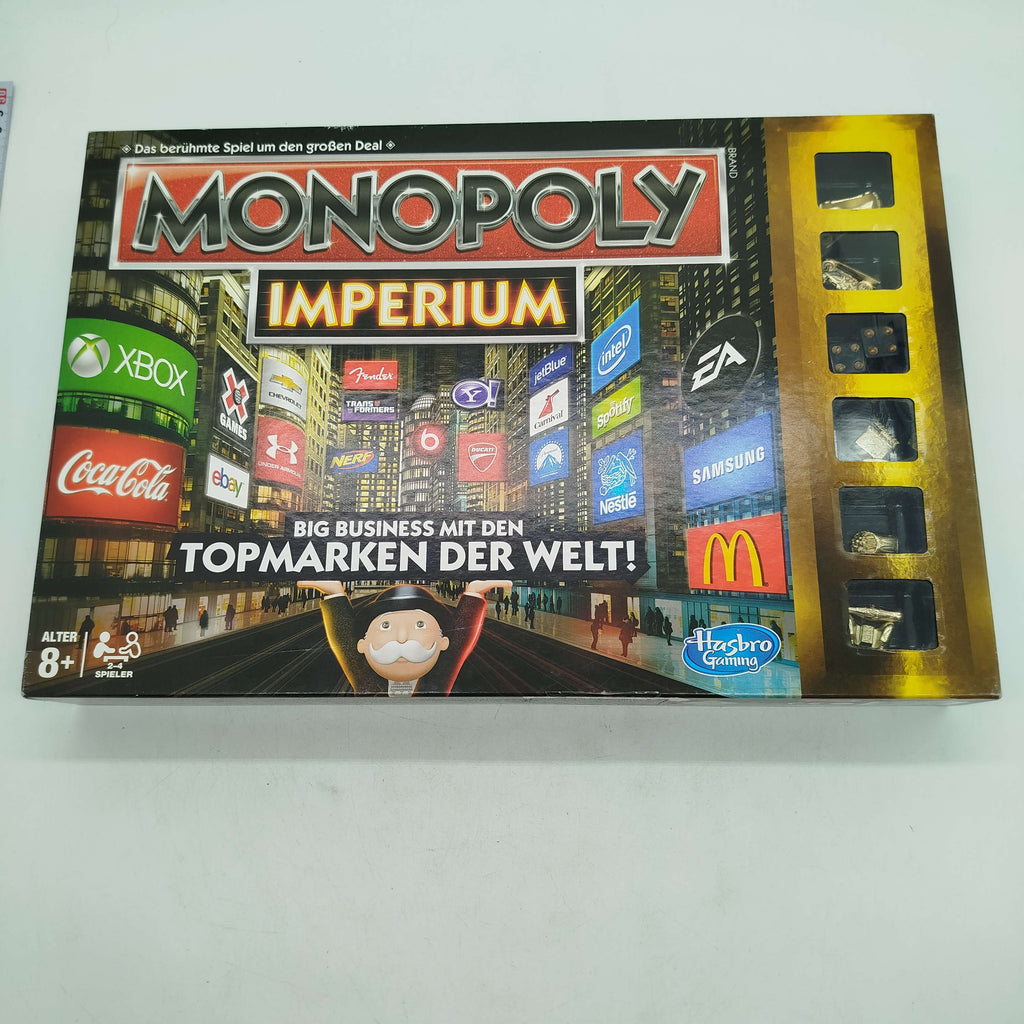 Das berühmte Spiel um den großen Deal
BRAND
MONOPOLY
IMPERIUM
XBOX
X GAMES
CHEVROLET
Fender
TRANSFORMERS
Y!
jetBlue
intel
EA
Carnival
Spotify
UNDER ARMOUR
6
DUCATI
NERF
Coca-Cola
ebay
Nestlé
SAMSUNG
M
BIG BUSINESS MIT DEN
TOPMARKEN DER WELT!
ALTER
8+
2-4
SPIELER
Hasbro
Gaming